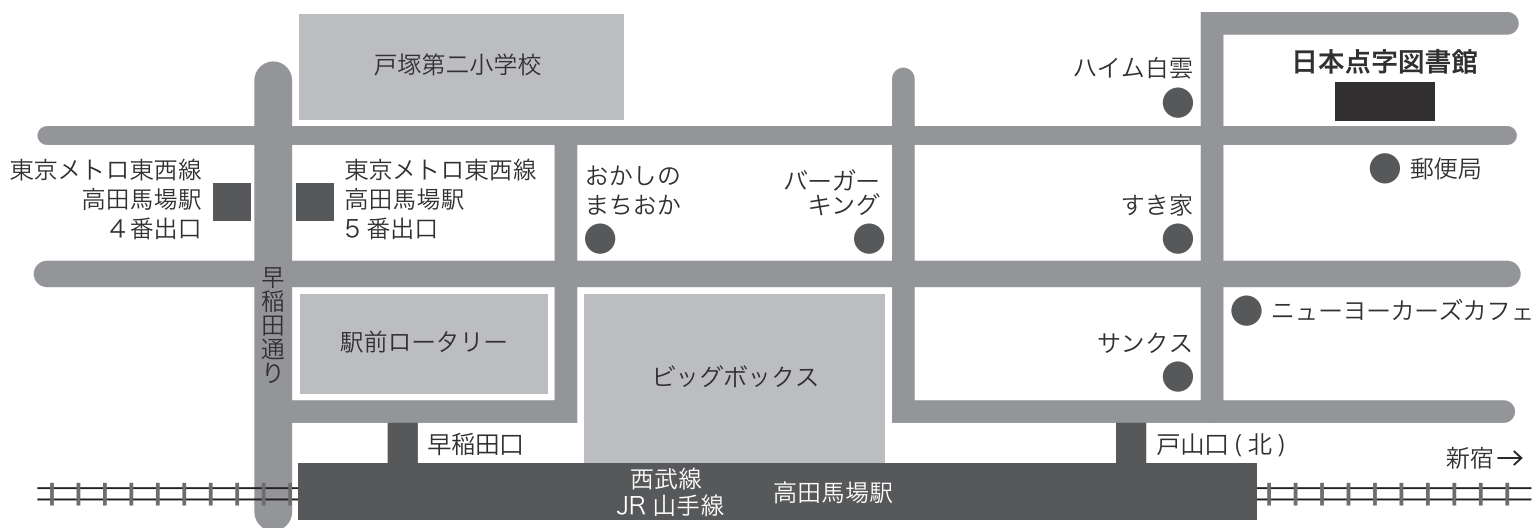 戸塚第二小学校
ハイム白雲
日本点字図書館
東京メトロ東西線
高田馬場駅
4番出口
東京メトロ東西線
高田馬場駅
5番出口
おかしの
まちおか
バーガー
キング
すき家
郵便局
早稲田通り
駅前ロータリー
ビッグボックス
サンクス
ニューヨーカーズカフェ
早稲田口
戸山口(北)
新宿→
西武線
JR山手線
高田馬場駅